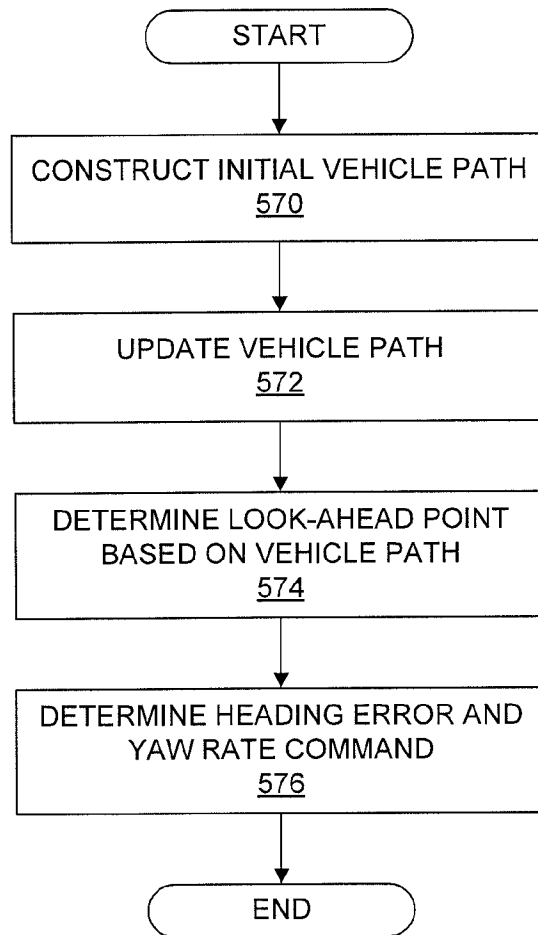 START
CONSTRUCT INITIAL VEHICLE PATH
570
UPDATE VEHICLE PATH
572
DETERMINE LOOK-AHEAD POINT
BASED ON VEHICLE PATH
574
DETERMINE HEADING ERROR AND
YAW RATE COMMAND
576
END